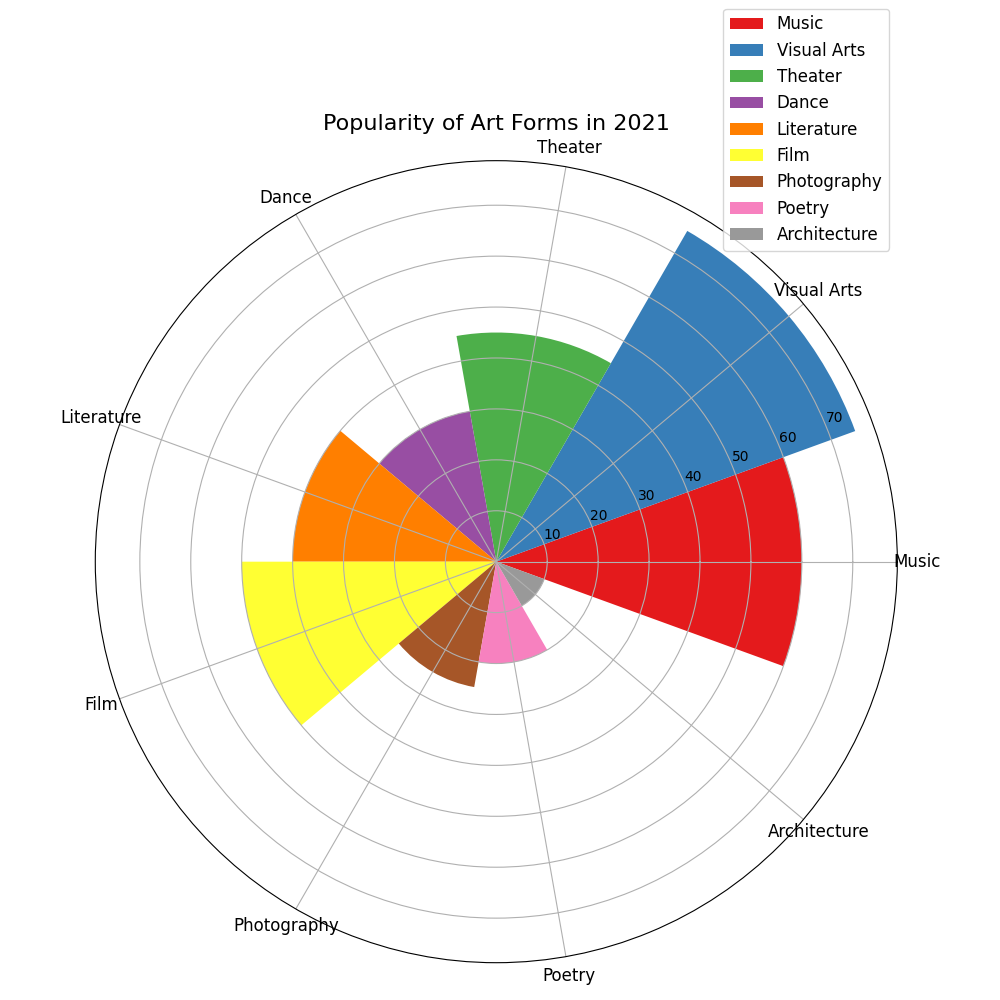 Music
Visual Arts
Theater
Dance
Literature
Film
Photography
Poetry
Architecture
Popularity of Art Forms in 2021
Theater
Dance
Visual Arts
Literature
70
60
50
40
30
20
10
Music
Film
Architecture
Photography
Poetry